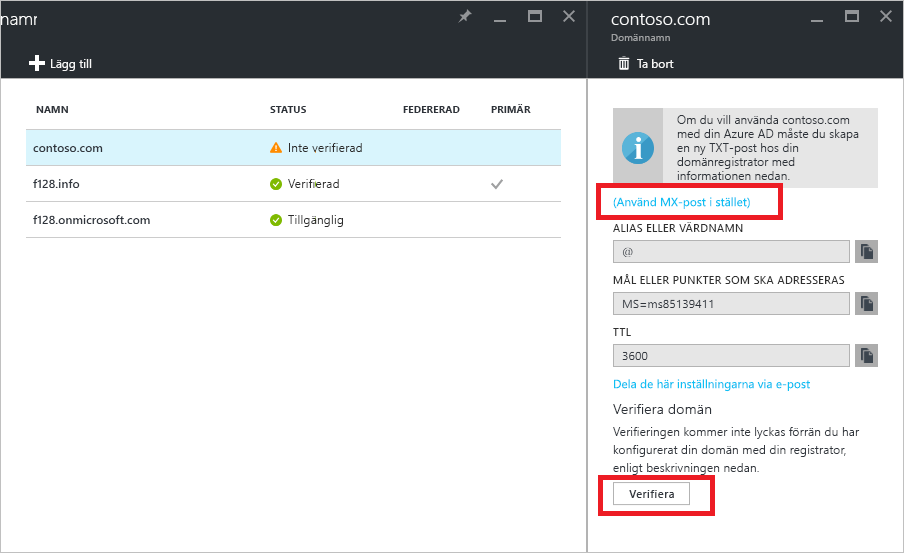 namn
Lägg till
NAMN STATUS FEDERERAD PRIMÄR
contoso.com Inte verifierad
f128.info Verifierad
f128.onmicrosoft.com Tillgänglig
contoso.com
Domännamn
Ta bort
Om du vill använda contoso.com
med din Azure AD måste du skapa
en ny TXT-post hos din
domänregistrator med
informationen nedan.
(Använd MX-post i stället)
ALIAS ELLER VÄRDNAMN
@
MÅL ELLER PUNKTER SOM SKA ADRESSERAS
MS=ms85139411
TTL
3600
Dela de här inställningarna via e-post
Verifiera domän
Verifieringen kommer inte lyckas förrän du har
konfigurerat din domän med din registrator,
enligt beskrivningen nedan.
Verifiera